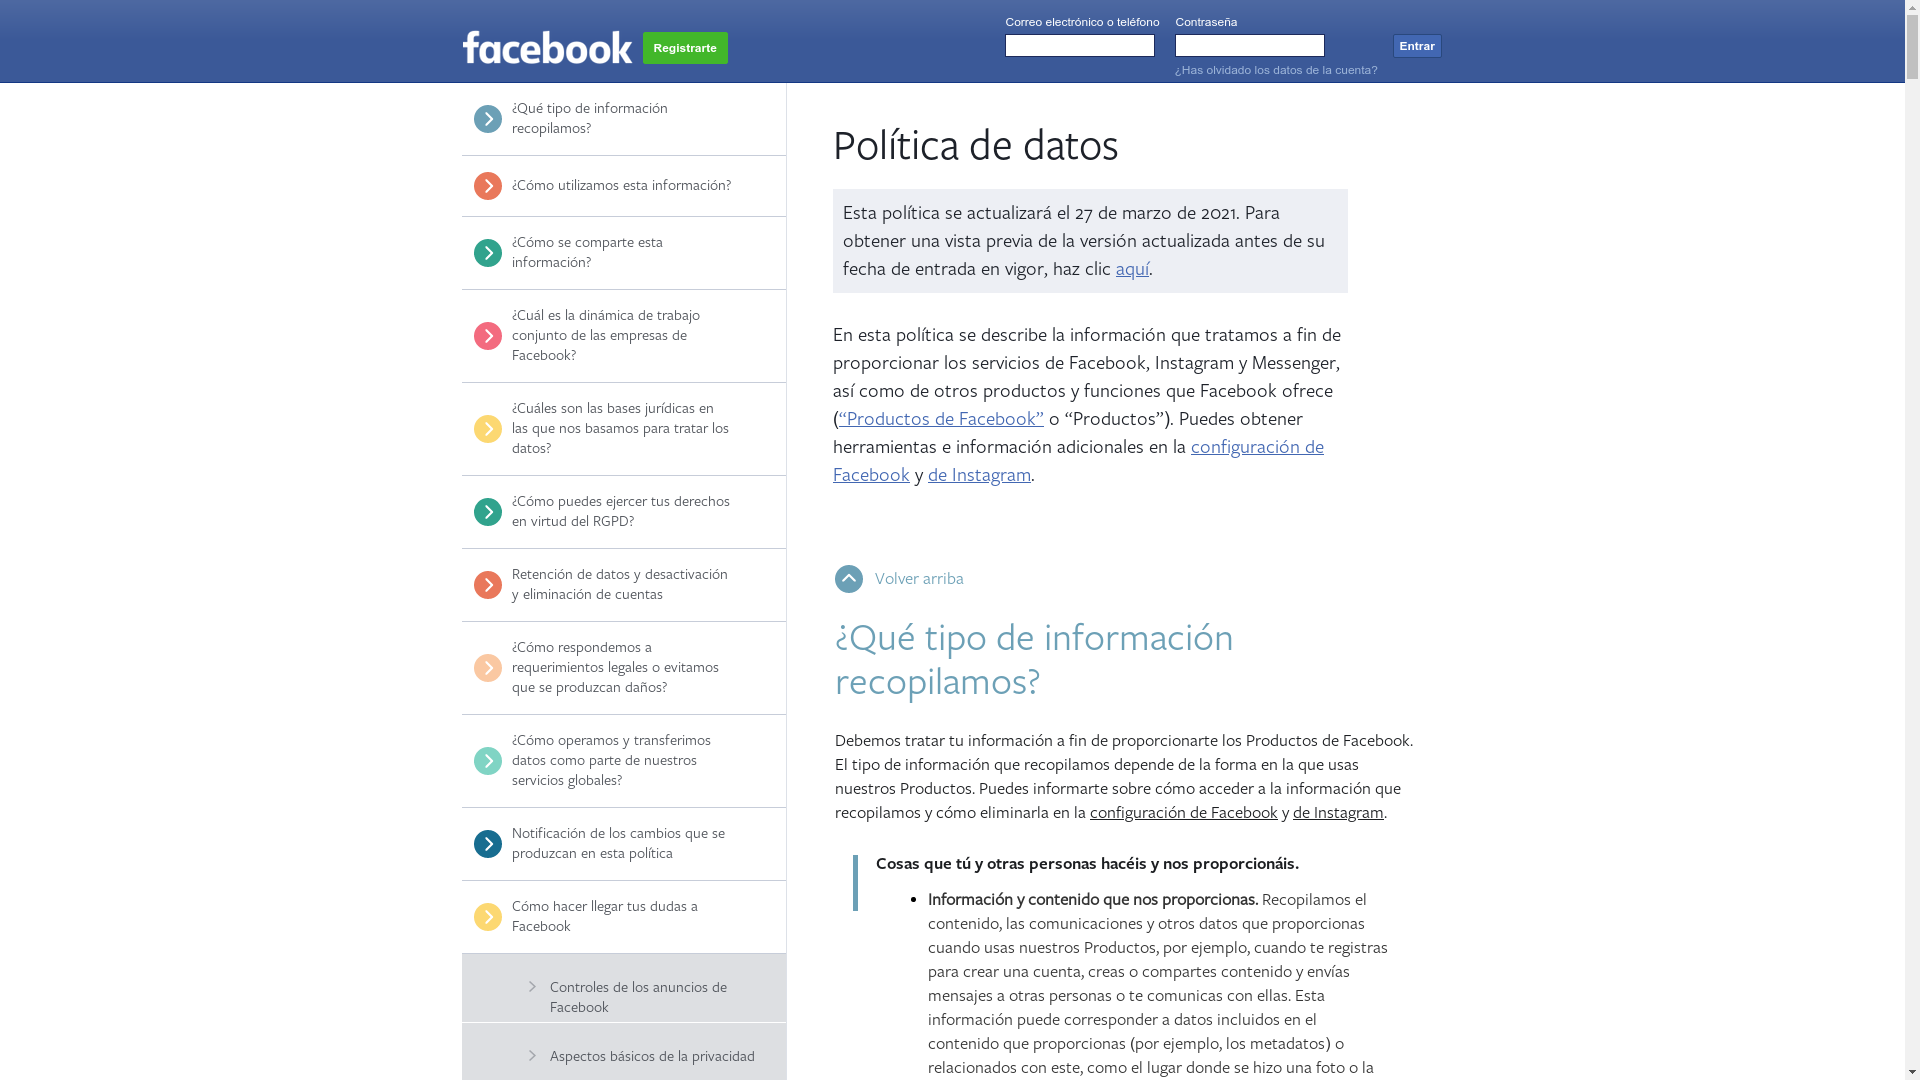 facebook
Registrarte
Correo electrónico o teléfono
Contraseña
Entrar
¿Has olvidado los datos de la cuenta?
¿Qué tipo de información
recopilamos?
¿Cómo utilizamos esta información?
¿Cómo se comparte esta
información?
¿Cuál es la dinámica de trabajo
conjunto de las empresas de
Facebook?
¿Cuáles son las bases jurídicas en
las que nos basamos para tratar los
datos?
¿Cómo puedes ejercer tus derechos
en virtud del RGPD?
Retención de datos y desactivación
y eliminación de cuentas
¿Cómo respondemos a
requerimientos legales o evitamos
que se produzcan daños?
¿Cómo operamos y transferimos
datos como parte de nuestros
servicios globales?
Notificación de los cambios que se
produzcan en esta política
Cómo hacer llegar tus dudas a
Facebook
Controles de los anuncios de
Facebook
Aspectos básicos de la privacidad
Política de datos
Esta política se actualizará el 27 de marzo de 2021. Para
obtener una vista previa de la versión actualizada antes de su
fecha de entrada en vigor, haz clic aquí.
En esta política se describe la información que tratamos a fin de
proporcionar los servicios de Facebook, Instagram y Messenger,
así como de otros productos y funciones que Facebook ofrece
(“Productos de Facebook” o “Productos”). Puedes obtener
herramientas e información adicionales en la configuración de
Facebook y de Instagram.
Volver arriba
¿Qué tipo de información
recopilamos?
Debemos tratar tu información a fin de proporcionarte los Productos de Facebook.
El tipo de información que recopilamos depende de la forma en la que usas
nuestros Productos. Puedes informarte sobre cómo acceder a la información que
recopilamos y cómo eliminarla en la configuración de Facebook y de Instagram.
Cosas que tú y otras personas hacéis y nos proporcionáis.
Información y contenido que nos proporcionas. Recopilamos el
contenido, las comunicaciones y otros datos que proporcionas
cuando usas nuestros Productos, por ejemplo, cuando te registras
para crear una cuenta, creas o compartes contenido y envías
mensajes a otras personas o te comunicas con ellas. Esta
información puede corresponder a datos incluidos en el
contenido que proporcionas (por ejemplo, los metadatos) o
relacionados con este, como el lugar donde se hizo una foto o la